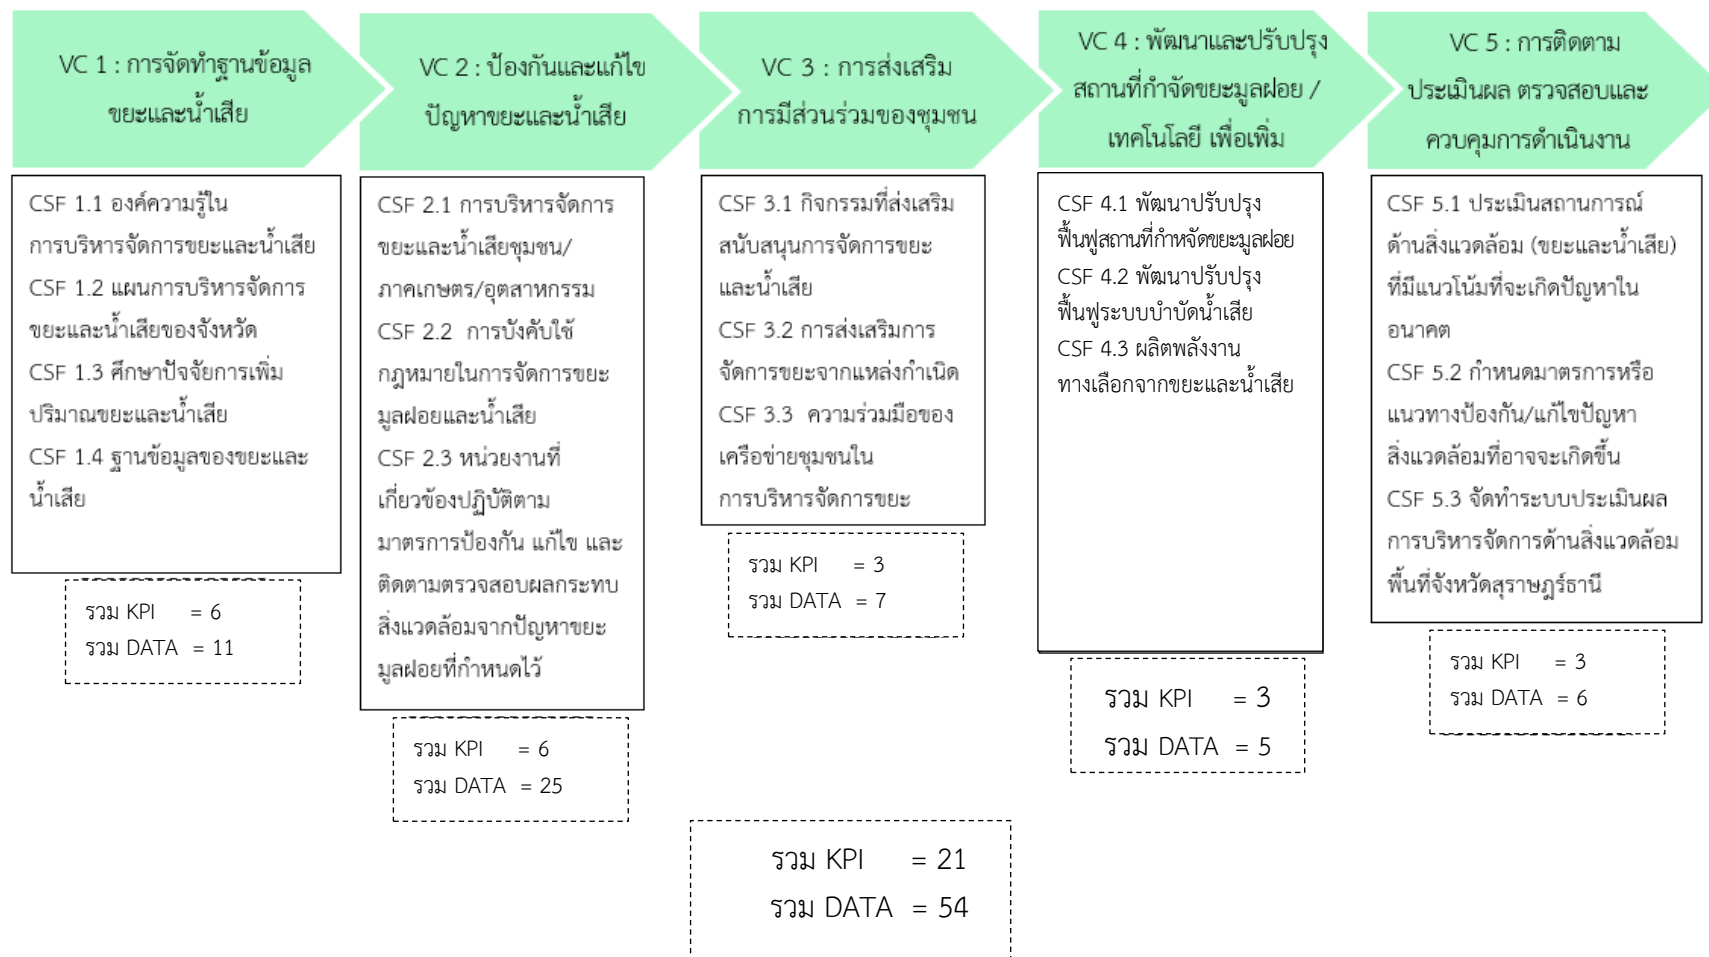 VC 1 : การจัดทำฐานข้อมูล
ขยะและน้ำเสีย
VC 2 : ป้องกันและแก้ไข
ปัญหาขยะและน้ำเสีย
VC 3 : การส่งเสริม
การมีส่วนร่วมของชุมชน
VC 4 : พัฒนาและปรับปรุง
สถานที่กำจัดขยะมูลฝอย /
เทคโนโลยี เพื่อเพิ่ม
VC 5 : การติดตาม
ประเมินผล ตรวจสอบและ
ควบคุมการดำเนินงาน
CSF 1.1 องค์ความรู้ใน
การบริหารจัดการขยะและน้ำเสีย
CSF 1.2 แผนการบริหารจัดการ
ขยะและน้ำเสียของจังหวัด
CSF 1.3 ศึกษาปัจจัยการเพิ่ม
ปริมาณขยะและน้ำเสีย
CSF 1.4 ฐานข้อมูลของขยะและ
น้ำเสีย
รวม KPI = 6
รวม DATA = 11
CSF 2.1 การบริหารจัดการ
ขยะและน้ำเสียชุมชน/
ภาคเกษตร/อุตสาหกรรม
CSF 2.2 การบังคับใช้
กฎหมายในการจัดการขยะ
มูลฝอยและน้ำเสีย
CSF 2.3 หน่วยงานที่
เกี่ยวข้องปฏิบัติตาม
มาตรการป้องกัน แก้ไข และ
ติดตามตรวจสอบผลกระทบ
สิ่งแวดล้อมจากปัญหาขยะ
มูลฝอยที่กำหนดไว้
รวม KPI = 6
รวม DATA = 25
CSF 3.1 กิจกรรมที่ส่งเสริม
สนับสนุนการจัดการขยะ
และน้ำเสีย
CSF 3.2 การส่งเสริมการ
จัดการขยะจากแหล่งกำเนิด
CSF 3.3 ความร่วมมือของ
เครือข่ายชุมชนใน
การบริหารจัดการขยะ
รวม KPI = 3
รวม DATA = 7
CSF 4.1 พัฒนาปรับปรุง
ฟื้นฟูสถานที่กำหจัดขยะมูลฝอย
CSF 4.2 พัฒนาปรับปรุง
ฟื้นฟูระบบบำบัดน้ำเสีย
CSF 4.3 ผลิตพลังงาน
ทางเลือกจากขยะและน้ำเสีย
รวม KPI = 3
รวม DATA = 5
CSF 5.1 ประเมินสถานการณ์
ด้านสิ่งแวดล้อม (ขยะและน้ำเสีย)
ที่มีแนวโน้มที่จะเกิดปัญหาใน
อนาคต
CSF 5.2 กำหนดมาตรการหรือ
แนวทางป้องกัน/แก้ไขปัญหา
สิ่งแวดล้อมที่อาจจะเกิดขึ้น
CSF 5.3 จัดทำระบบประเมินผล
การบริหารจัดการด้านสิ่งแวดล้อม
พื้นที่จังหวัดสุราษฎร์ธานี
รวม KPI = 3
รวม DATA = 6
รวม KPI = 21
รวม DATA = 54